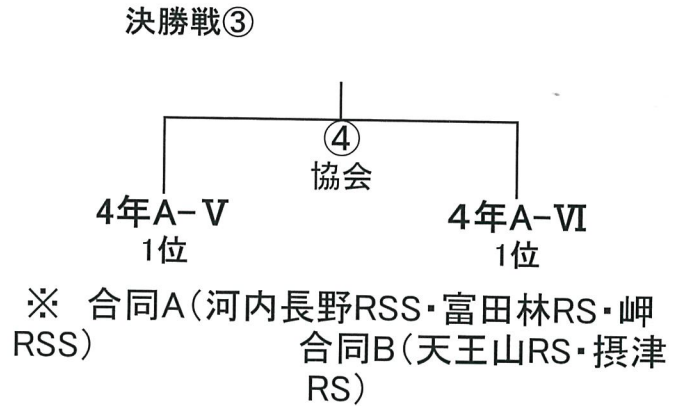 決勝戦③
④
協会
4年A-Ⅴ 4年A-Ⅵ
1位 1位
※ 合同A(河内長野RSS・富田林RS・岬
RSS) 合同B(天王山RS・摂津
RS)